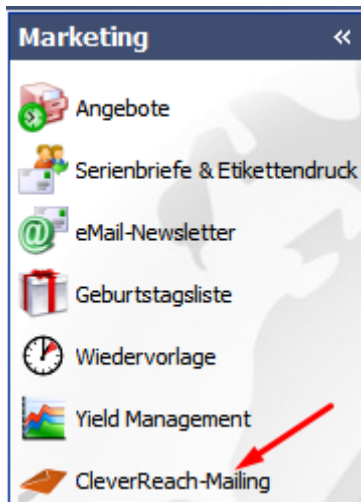 Marketing «
Angebote
Serienbriefe & Etikettendruck
eMail-Newsletter
Geburtstagsliste
Wiedervorlage
Yield Management
CleverReach-Mailing